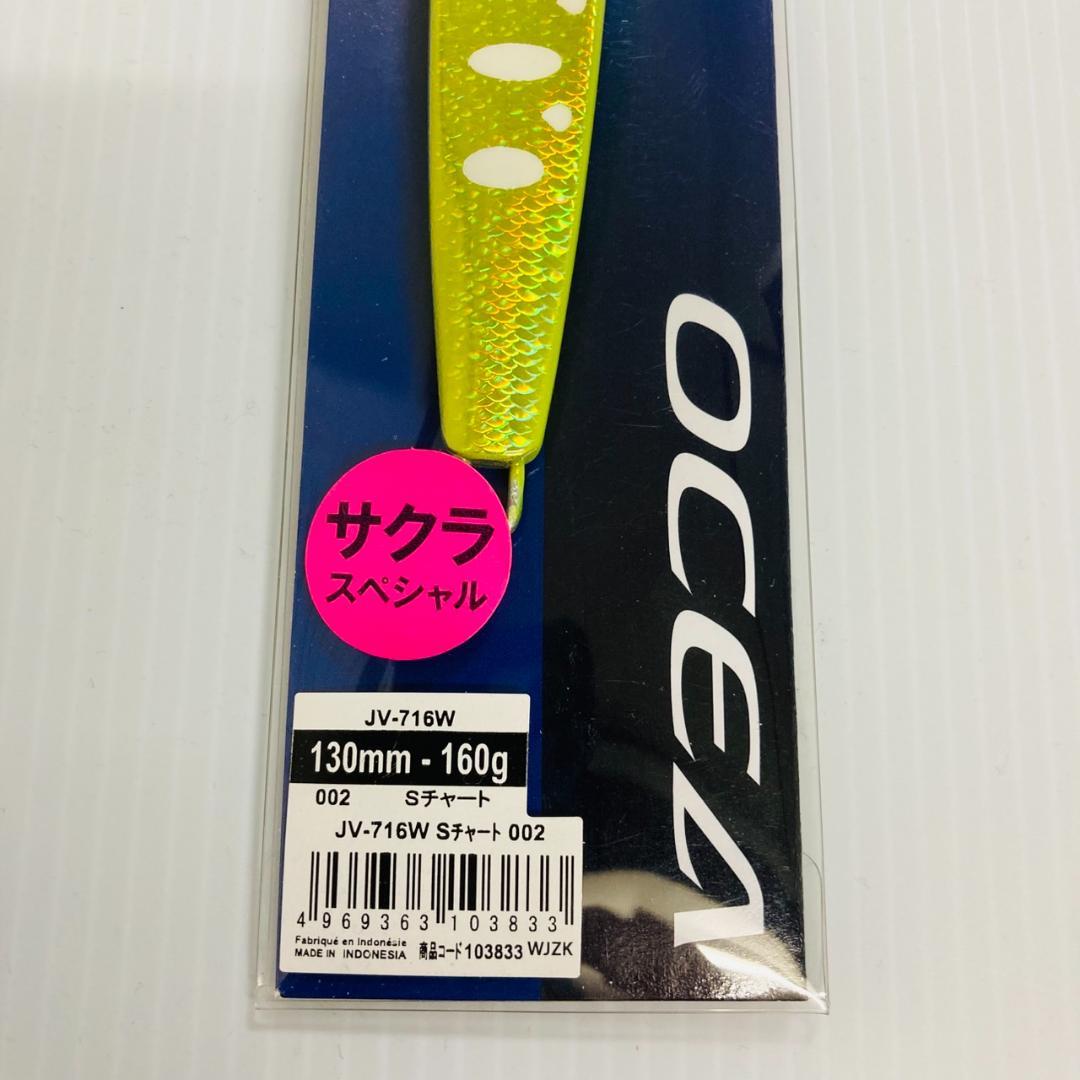 OCEA
サクラ
スペシャル
JV-716W
130mm - 160g
002 Sチャート
JV-716W Sチャート 002
4 969363 103833
Fabriqué en Indonésie
MADE IN INDONESIA 商品コード103833 WJZK